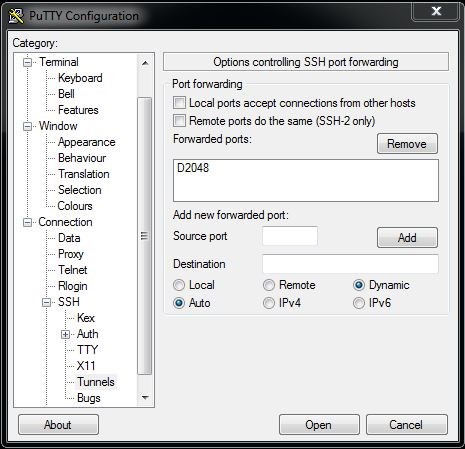 PuTTY Configuration
Category:
Terminal
Keyboard
Bell
Features
Window
Appearance
Behaviour
Translation
Selection
Colours
Connection
Data
Proxy
Telnet
Rlogin
SSH
Kex
Auth
TTY
X11
Tunnels
Bugs
Options controlling SSH port forwarding
Port forwarding
Local ports accept connections from other hosts
Remote ports do the same (SSH-2 only)
Forwarded ports:
Remove
D2048
Add new forwarded port:
Source port
Add
Destination
Local Remote Dynamic
Auto IPv4 IPv6
About Open Cancel